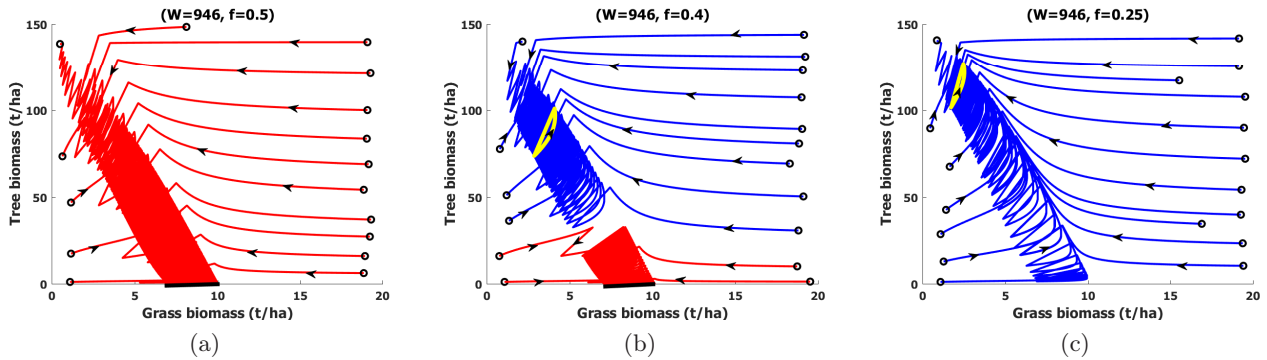 (W=946, f=0.5)
150
100
50
0
0 5 10 15 20
Tree biomass (t/ha)
Grass biomass (t/ha)
(a)
(W=946, f=0.4)
150
100
50
0
0 5 10 15 20
Tree biomass (t/ha)
Grass biomass (t/ha)
(b)
(W=946, f=0.25)
150
100
50
0
0 5 10 15 20
Tree biomass (t/ha)
Grass biomass (t/ha)
(c)